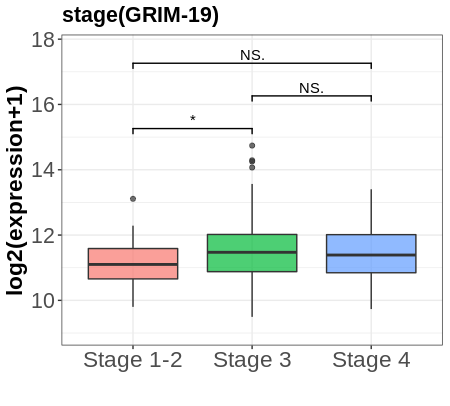 stage(GRIM-19)
log2(expression+1)
18
16
14
12
10
NS.
NS.
*
Stage 1-2 Stage 3 Stage 4